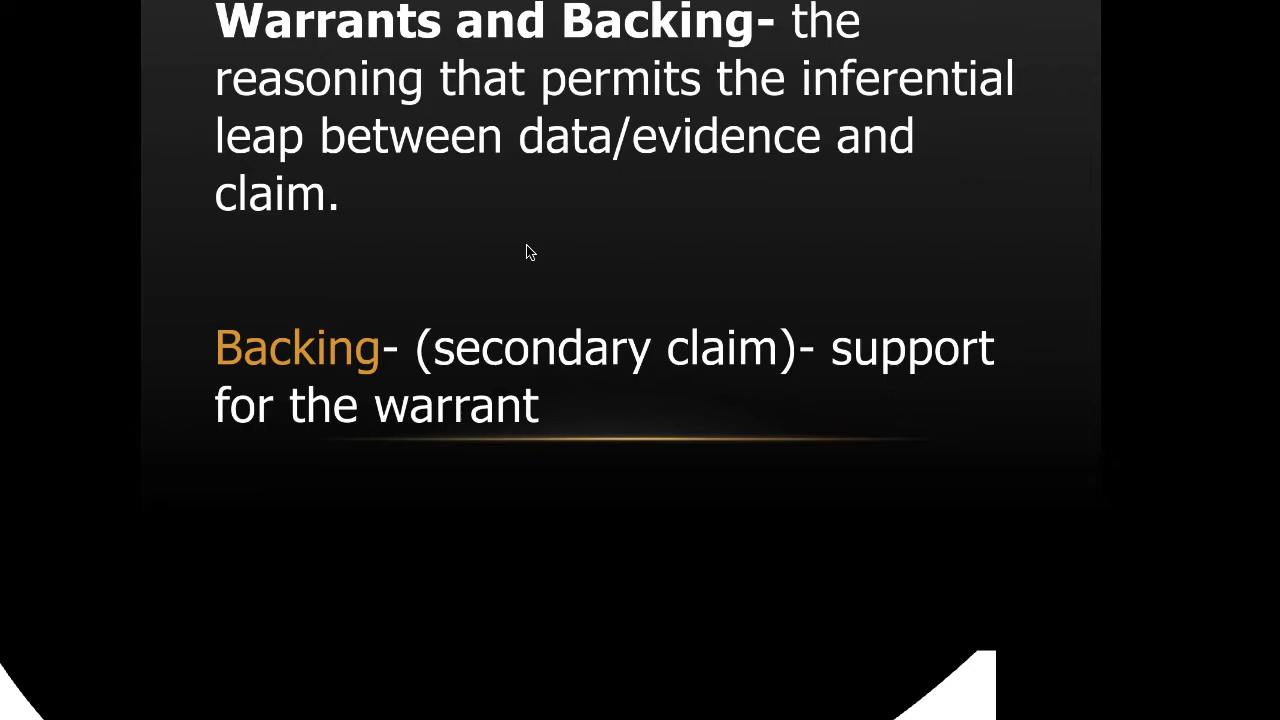 Warrants and Backing- the
reasoning that permits the inferential
leap between data/evidence and
claim.
Backing- (secondary claim)- support
for the warrant